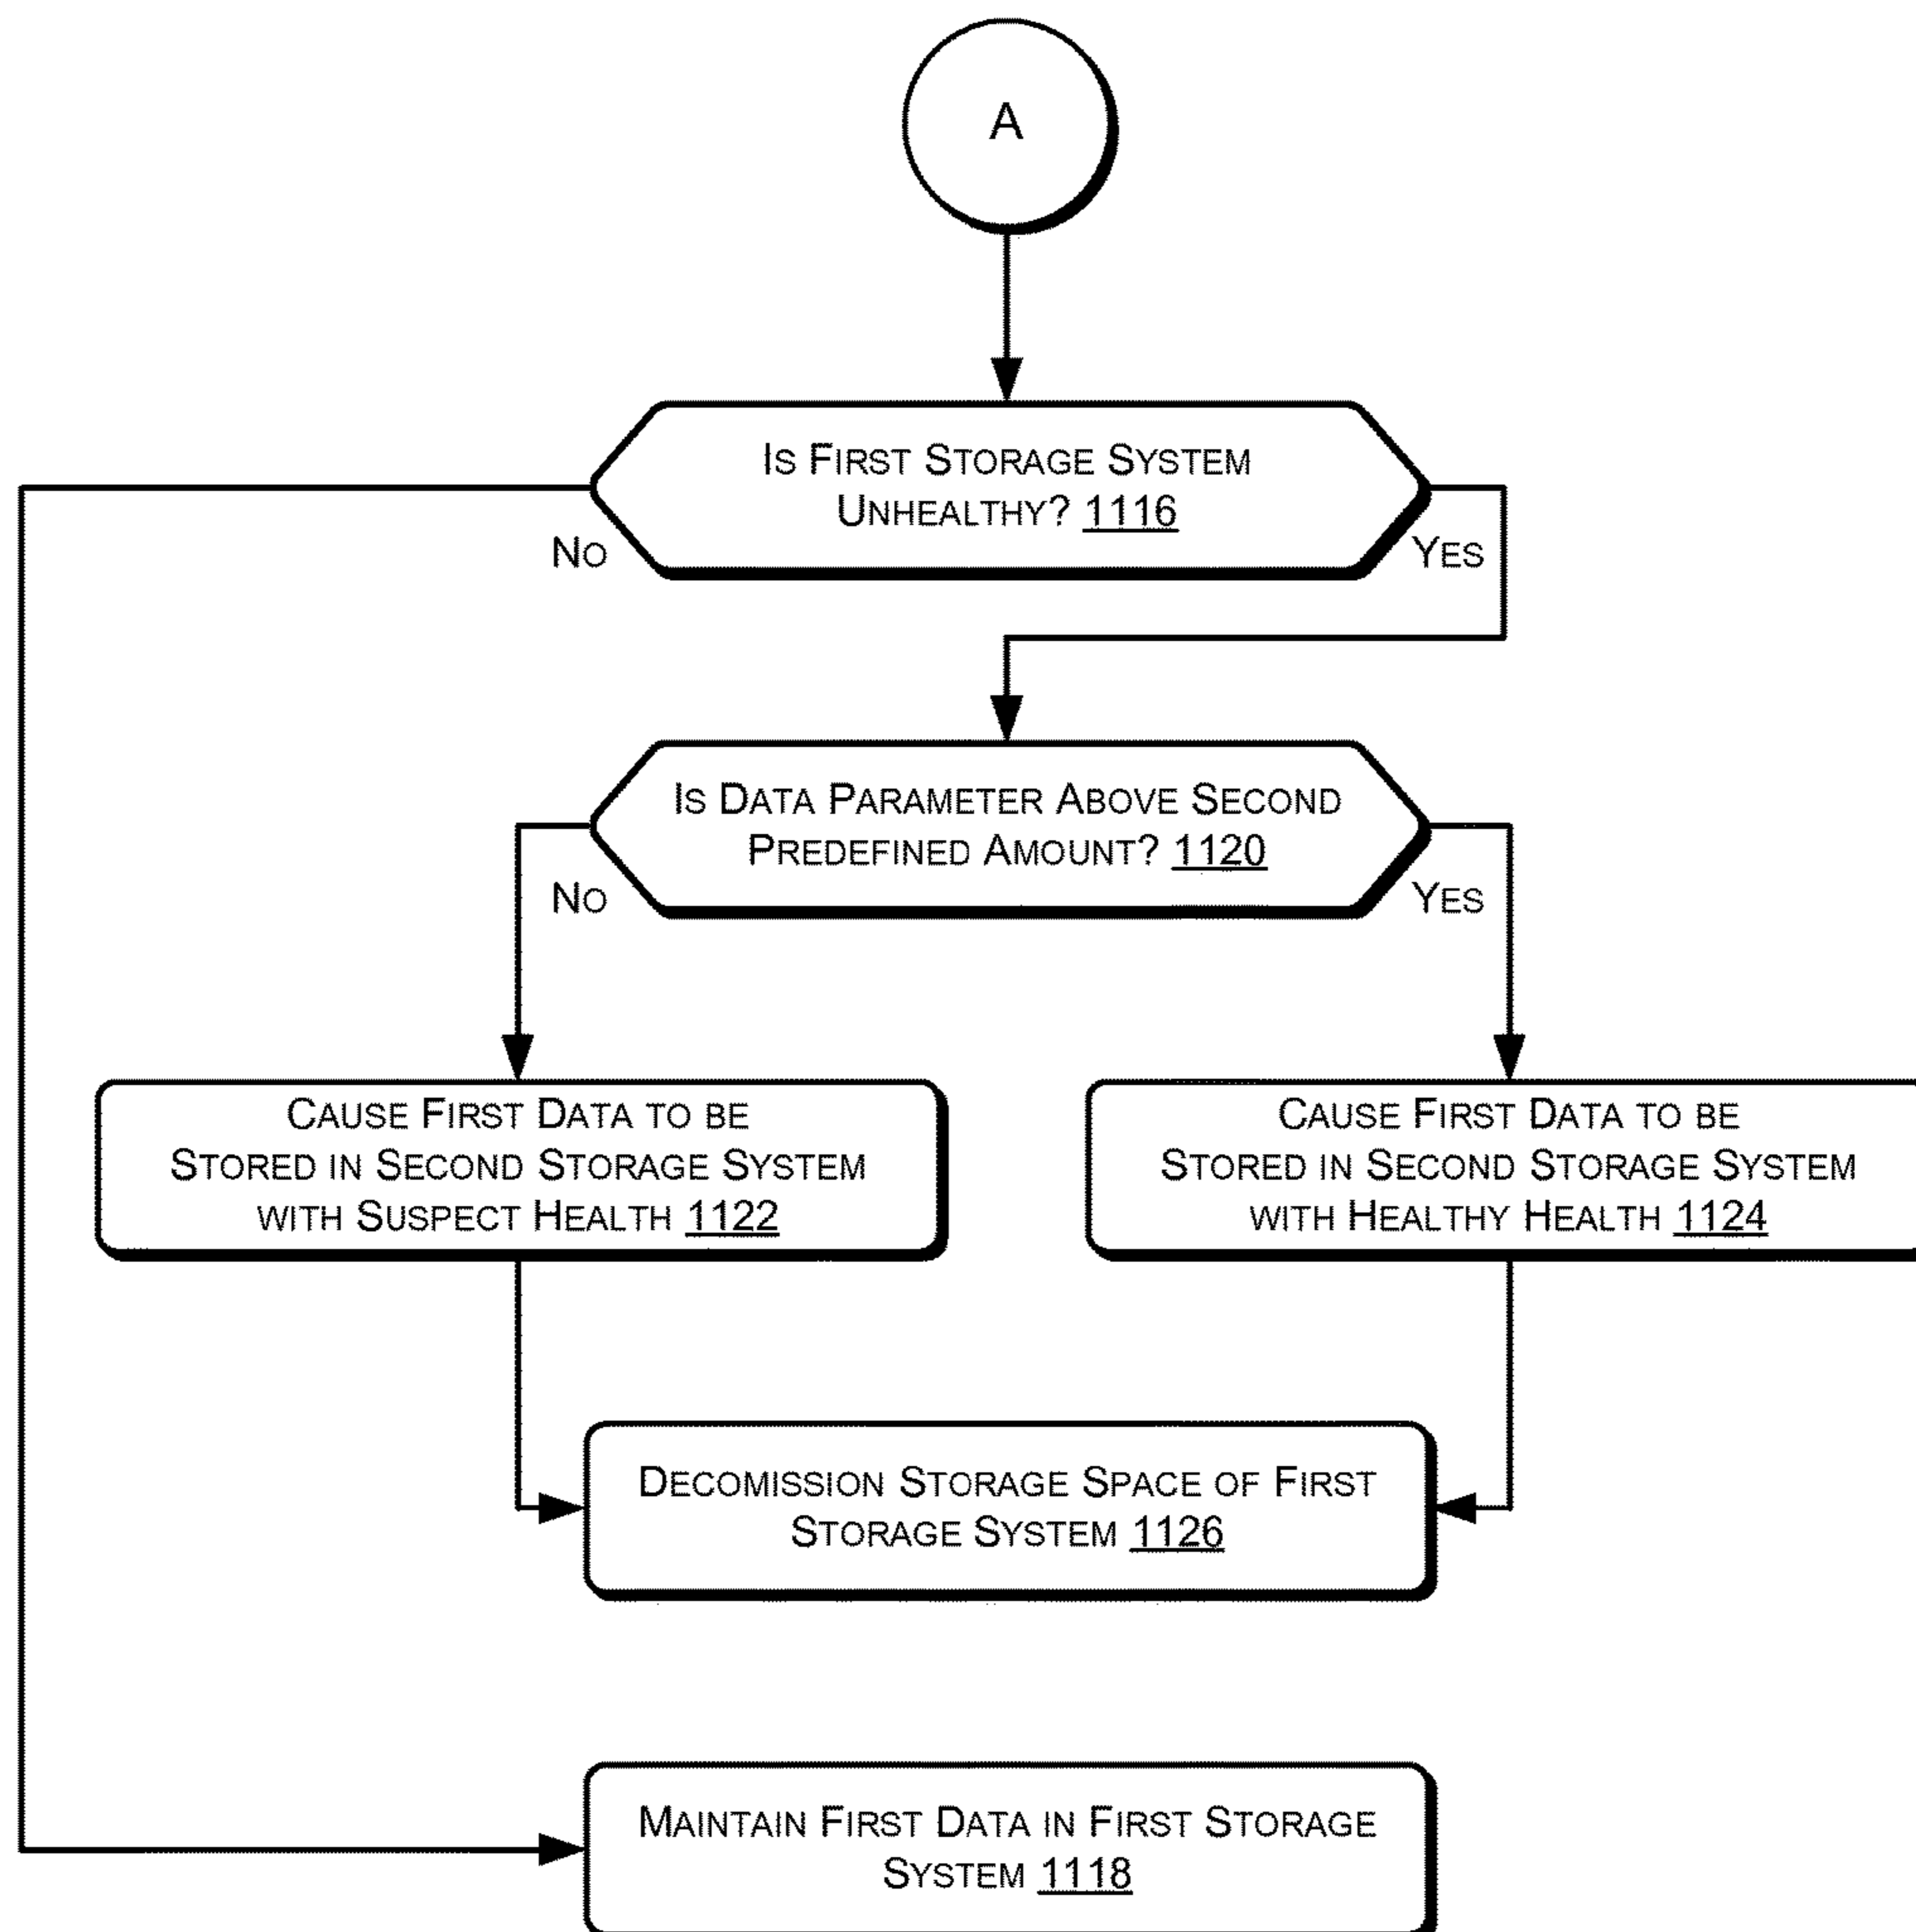 A
Is First Storage System
Unhealthy? 1116
No
Yes
Is Data Parameter Above Second
Predefined Amount? 1120
No
Yes
Cause First Data to be
Stored in Second Storage System
with Suspect Health 1122
Cause First Data to be
Stored in Second Storage System
with Healthy Health 1124
Decomission Storage Space of First
Storage System 1126
Maintain First Data in First Storage
System 1118